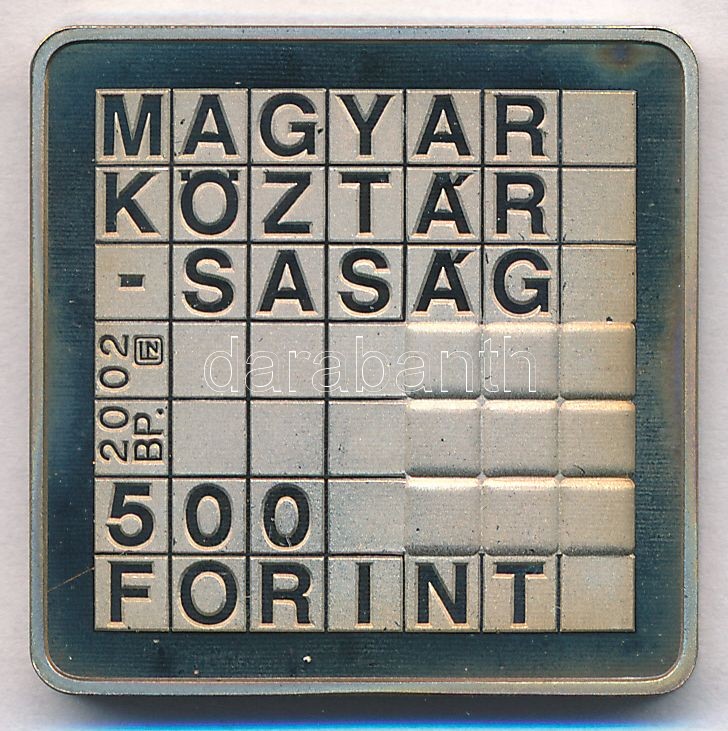 MAGYAR
KÖZTÁR
-SASÁG
2002
BP.
500
FORINT
darabanth